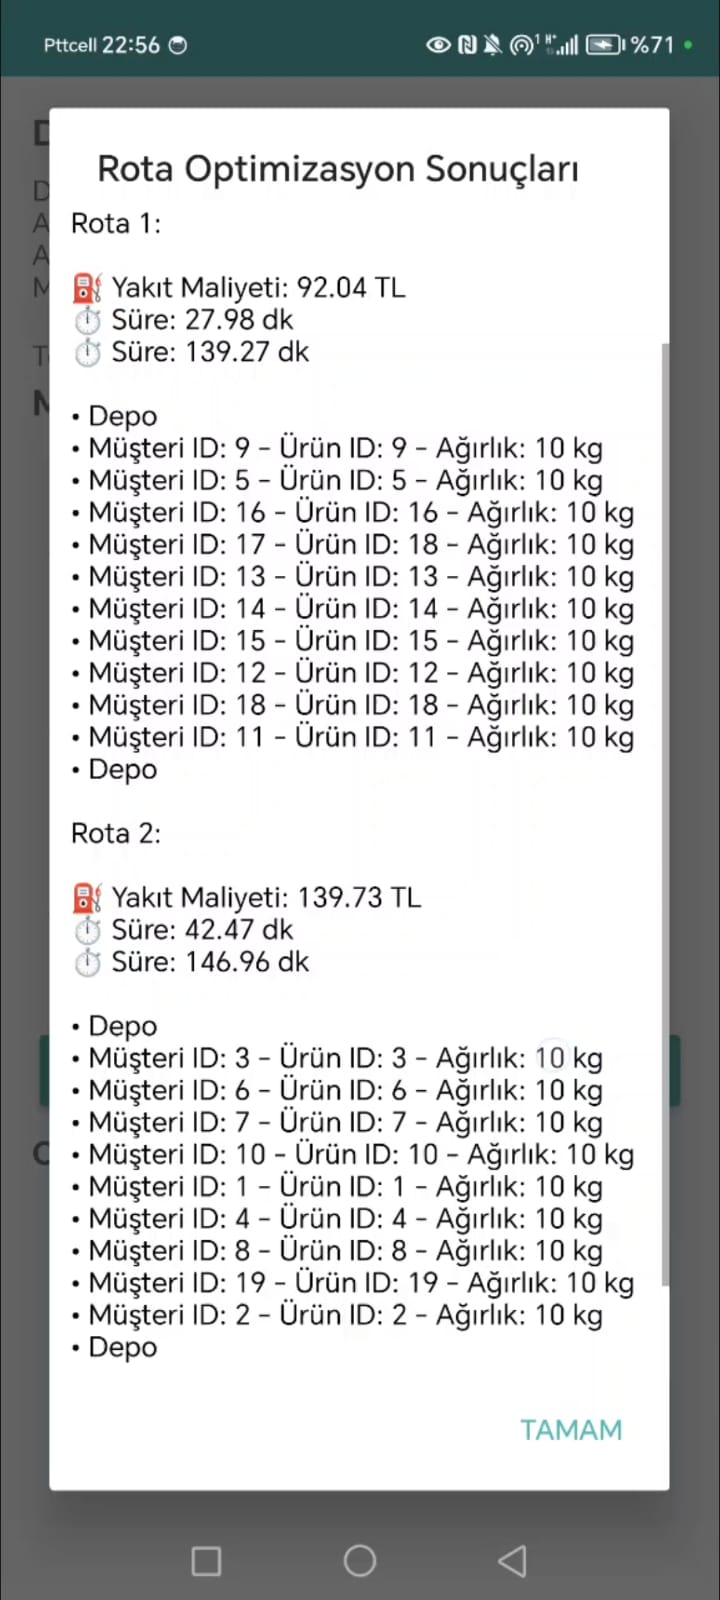 Pttcell 22:56
%71
Rota Optimizasyon Sonuçları
Rota 1:
Yakıt Maliyeti: 92.04 TL
Süre: 27.98 dk
Süre: 139.27 dk
• Depo
• Müşteri ID: 9 - Ürün ID: 9 - Ağırlık: 10 kg
• Müşteri ID: 5 - Ürün ID: 5 - Ağırlık: 10 kg
• Müşteri ID: 16 - Ürün ID: 16 - Ağırlık: 10 kg
• Müşteri ID: 17 - Ürün ID: 18 - Ağırlık: 10 kg
• Müşteri ID: 13 - Ürün ID: 13 - Ağırlık: 10 kg
• Müşteri ID: 14 - Ürün ID: 14 - Ağırlık: 10 kg
• Müşteri ID: 15 - Ürün ID: 15 - Ağırlık: 10 kg
• Müşteri ID: 12 - Ürün ID: 12 - Ağırlık: 10 kg
• Müşteri ID: 18 - Ürün ID: 18 - Ağırlık: 10 kg
• Müşteri ID: 11 - Ürün ID: 11 - Ağırlık: 10 kg
• Depo
Rota 2:
Yakıt Maliyeti: 139.73 TL
Süre: 42.47 dk
Süre: 146.96 dk
• Depo
• Müşteri ID: 3 - Ürün ID: 3 - Ağırlık: 10 kg
• Müşteri ID: 6 - Ürün ID: 6 - Ağırlık: 10 kg
• Müşteri ID: 7 - Ürün ID: 7 - Ağırlık: 10 kg
• Müşteri ID: 10 - Ürün ID: 10 - Ağırlık: 10 kg
• Müşteri ID: 1 - Ürün ID: 1 - Ağırlık: 10 kg
• Müşteri ID: 4 - Ürün ID: 4 - Ağırlık: 10 kg
• Müşteri ID: 8 - Ürün ID: 8 - Ağırlık: 10 kg
• Müşteri ID: 19 - Ürün ID: 19 - Ağırlık: 10 kg
• Müşteri ID: 2 - Ürün ID: 2 - Ağırlık: 10 kg
• Depo
TAMAM